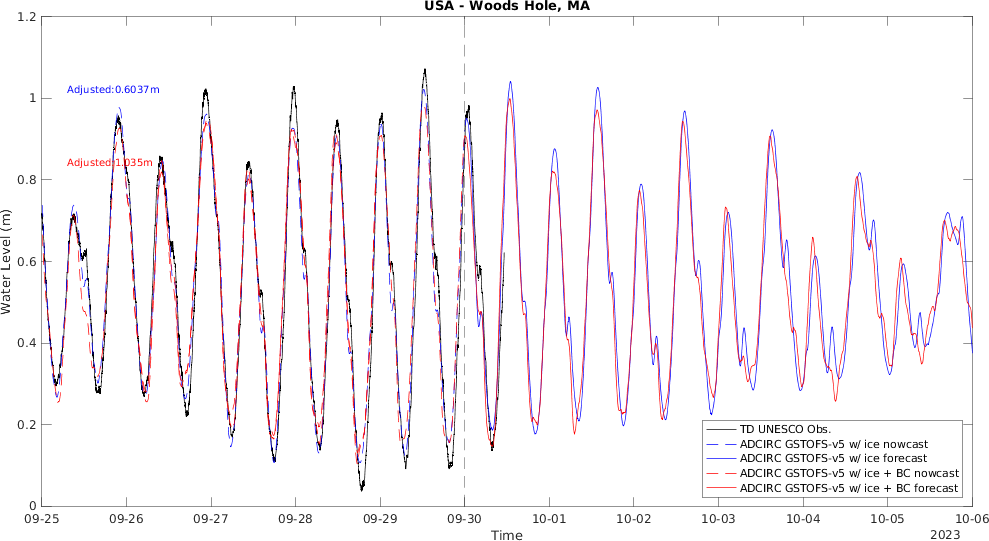 USA - Woods Hole, MA
1.2
1
0.8
0.6
0.4
0.2
0
Water Level (m)
Adjusted:0.6037m
Adjusted:1.035m
TD UNESCO Obs.
ADCIRC GSTOFS-v5 w/ ice nowcast
ADCIRC GSTOFS-v5 w/ ice forecast
ADCIRC GSTOFS-v5 w/ ice + BC nowcast
ADCIRC GSTOFS-v5 w/ ice + BC forecast
09-25 09-26 09-27 09-28 09-29 09-30 10-01 10-02 10-03 10-04 10-05 10-06
Time
2023